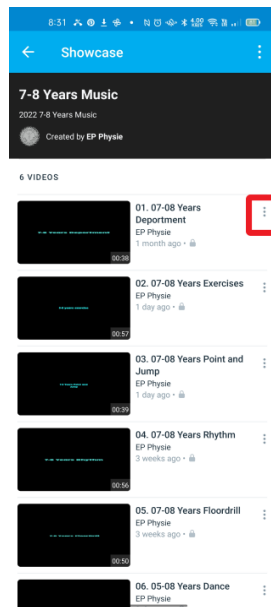 8:31
Showcase
7-8 Years Music
2022 7-8 Years Music
Created by EP Physie
6 VIDEOS
01. 07-08 Years
Deportment
EP Physie
1 month ago •
00:38
02. 07-08 Years Exercises
EP Physie
1 day ago •
00:57
03. 07-08 Years Point and
Jump
EP Physie
1 day ago •
00:39
04. 07-08 Years Rhythm
EP Physie
3 weeks ago •
00:56
05. 07-08 Years Floordrill
EP Physie
3 weeks ago •
00:50
06. 05-08 Years Dance
EP Physie